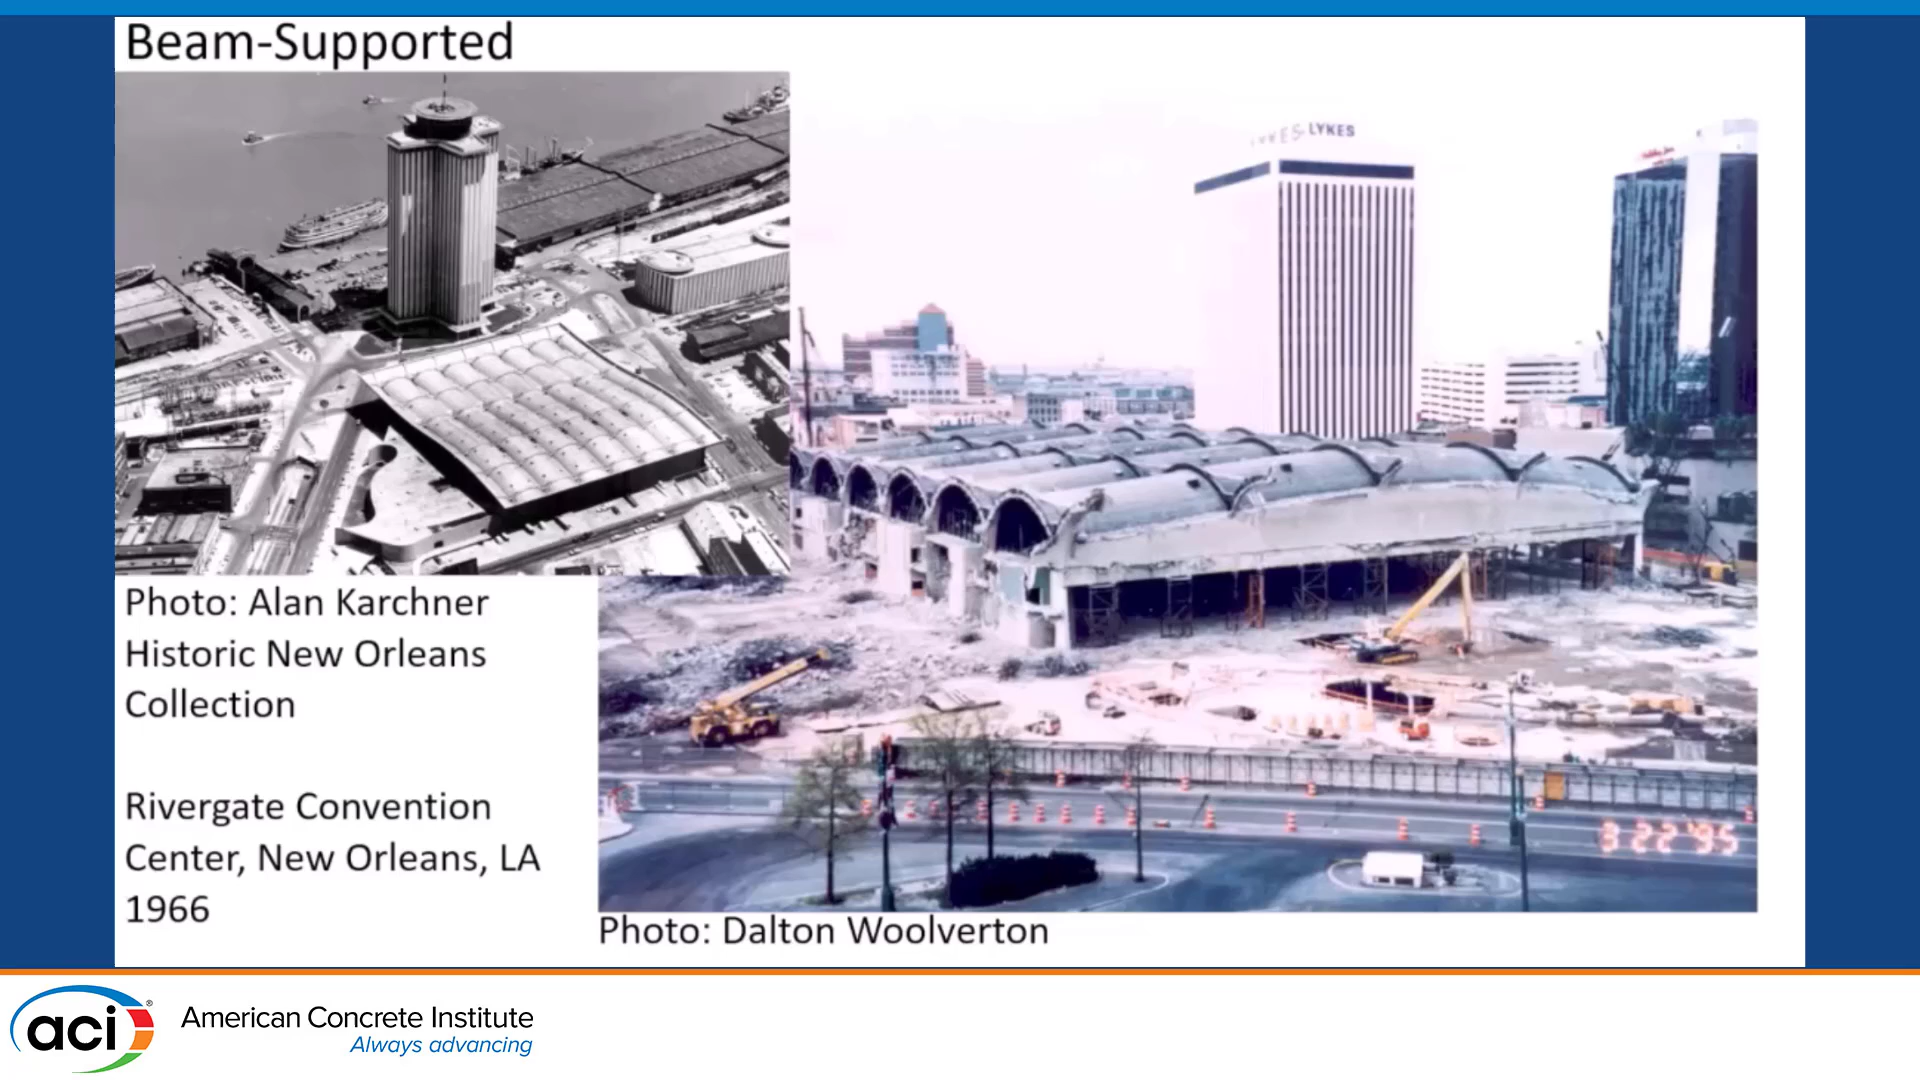 Beam-Supported
LYKES
Photo: Alan Karchner
Historic New Orleans
Collection
Rivergate Convention
Center, New Orleans, LA
1966
3 22 '95
Photo: Dalton Woolverton
aci®
American Concrete Institute
Always advancing